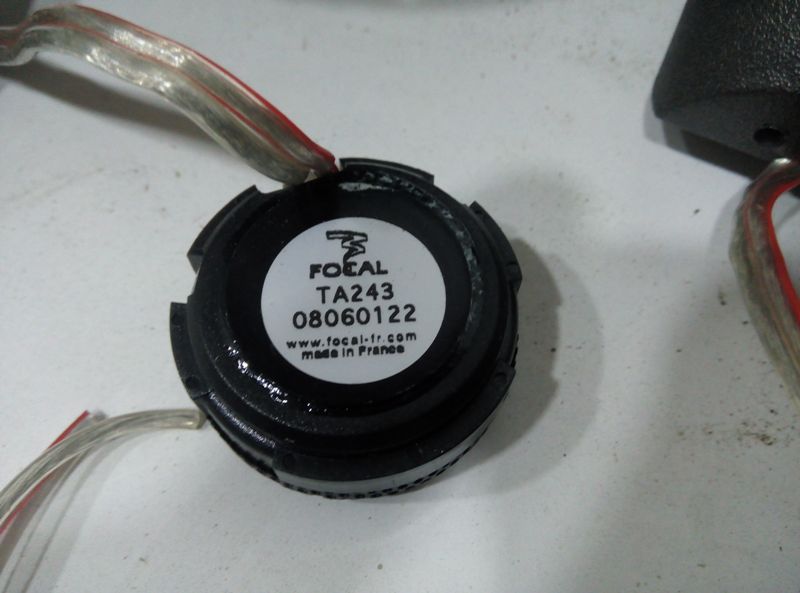 FOCAL
TA243
08060122
www.focal-fr.com
made in France